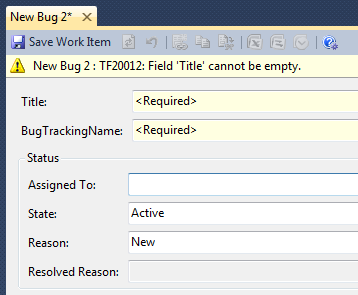 New Bug 2*
Save Work Item
New Bug 2 : TF20012: Field 'Title' cannot be empty.
Title: <Required>
BugTrackingName: <Required>
Status
Assigned To:
State: Active
Reason: New
Resolved Reason: